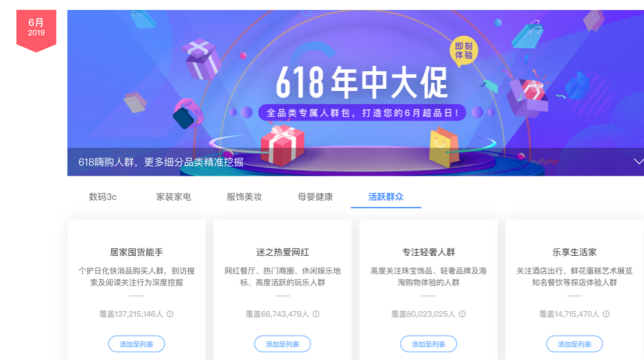 6月
2019
即刻
体验
618年中大促
全品类专属人群包，打造您的6月超品日！
618嗨购人群，更多细分品类精准挖掘
数码3c
家装家电
服饰美妆
母婴健康
活跃群众
居家囤货能手
个护日化快消品购买人群，到访搜
索及阅读关注行为深度挖掘
覆盖137,215,146人
添加至列表
迷之热爱网红
网红餐厅、热门商圈、休闲娱乐地
标、高度活跃的玩乐人群
覆盖66,743,479人
添加至列表
专注轻奢人群
高度关注珠宝饰品、轻奢品牌及海
淘购物体验的人群
覆盖80,023,025人
添加至列表
乐享生活家
关注酒店出行、鲜花蛋糕艺术展览
知名餐饮等探店体验人群
覆盖14,715,470人
添加至列表